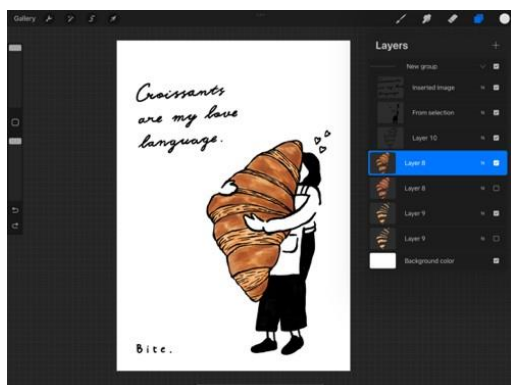 Gallery
Layers
New group
Inserted Image
From selection
Layer 10
Layer 8
Layer 8
Layer 9
Layer 9
Background color
Croissants
are my love
language.
Bite.